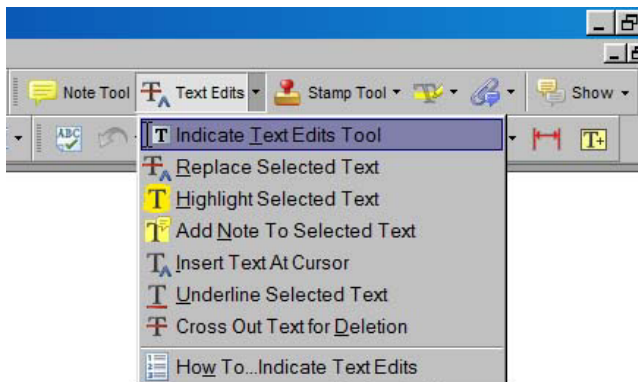 Note Tool Text Edits Stamp Tool Show
ABC T+
Indicate Text Edits Tool
Replace Selected Text
Highlight Selected Text
Add Note To Selected Text
Insert Text At Cursor
Underline Selected Text
Cross Out Text for Deletion
How To...Indicate Text Edits